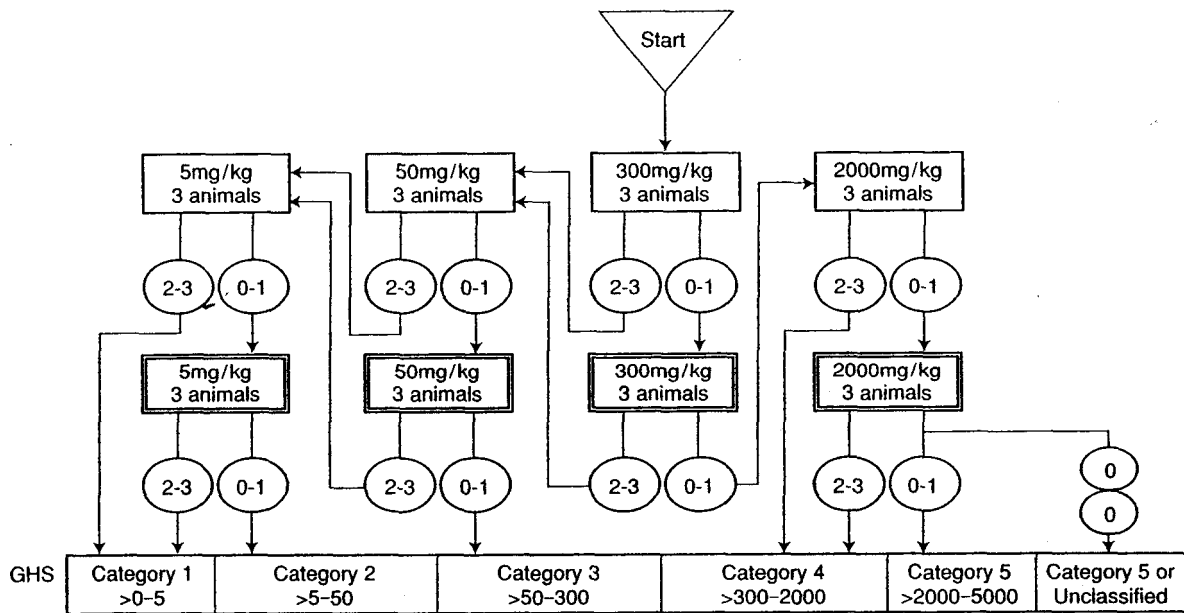 Start
5mg/kg
3 animals
50mg/kg
3 animals
300mg/kg
3 animals
2000mg/kg
3 animals
2-3
0-1
2-3
0-1
2-3
0-1
2-3
0-1
5mg/kg
3 animals
50mg/kg
3 animals
300mg/kg
3 animals
2000mg/kg
3 animals
2-3
0-1
2-3
0-1
2-3
0-1
2-3
0-1
0
0
GHS
Category 1
>0-5
Category 2
>5-50
Category 3
>50-300
Category 4
>300-2000
Category 5
>2000-5000
Category 5 or
Unclassified